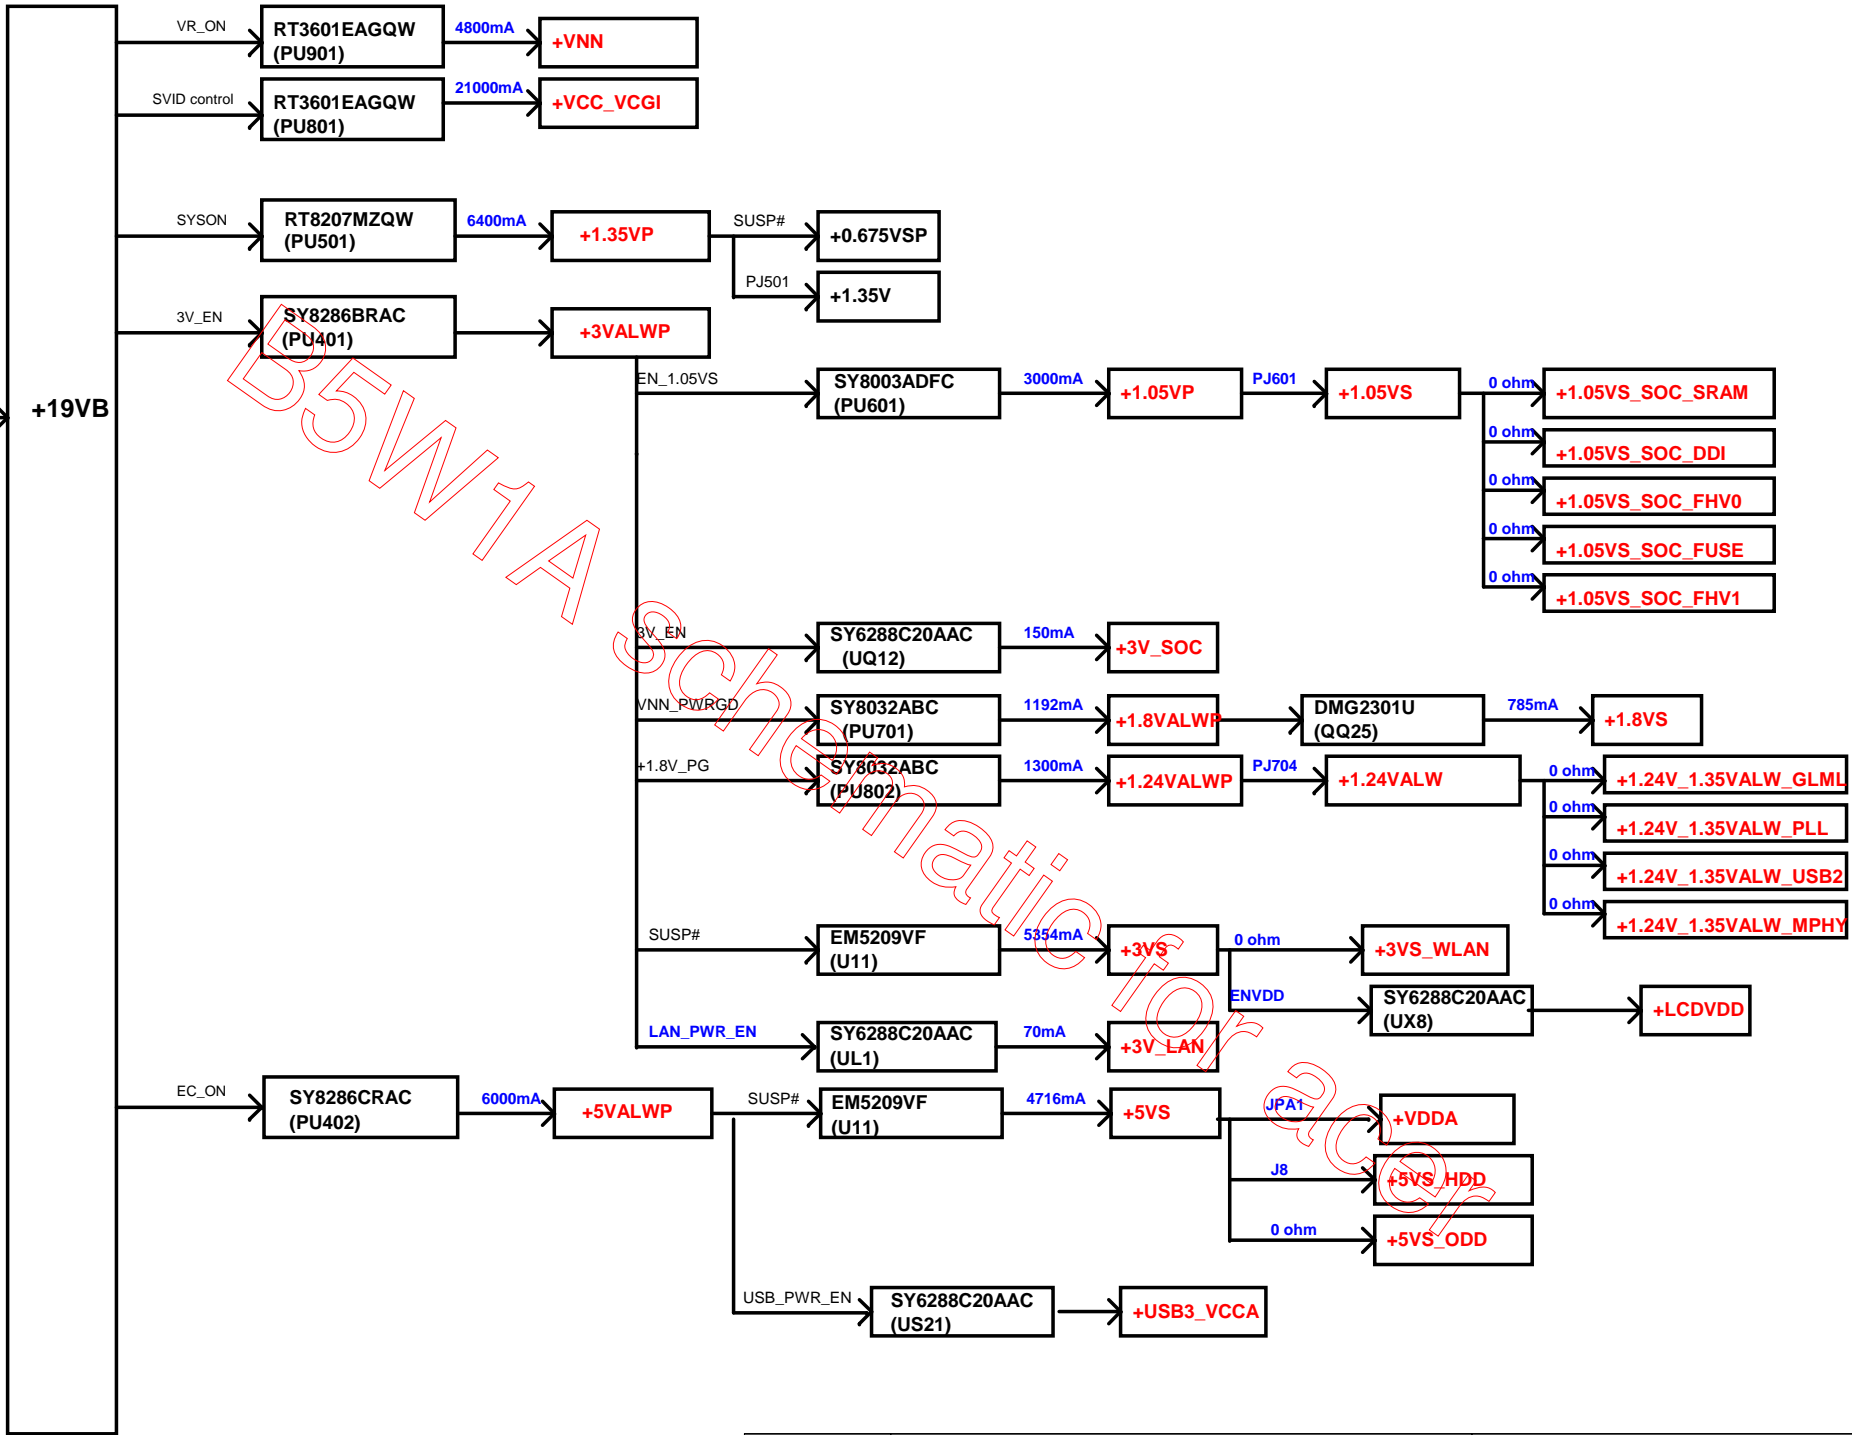 VR_ON
RT3601EAGQW
(PU901)
4800mA
+VNN
SVID control
RT3601EAGQW
(PU801)
21000mA
+VCC_VCGI
SYSON
RT8207MZQW
(PU501)
6400mA
+1.35VP
SUSP#
+0.675VSP
PJ501
+1.35V
3V_EN
SY8286BRAC
(PU401)
+3VALWP
+19VB
EN_1.05VS
SY8003ADFC
(PU601)
3000mA
+1.05VP
PJ601
+1.05VS
0 ohm
+1.05VS_SOC_SRAM
0 ohm
+1.05VS_SOC_DDI
0 ohm
+1.05VS_SOC_FHV0
0 ohm
+1.05VS_SOC_FUSE
0 ohm
+1.05VS_SOC_FHV1
3V_EN
SY6288C20AAC
(UQ12)
150mA
+3V_SOC
VNN_PWRGD
SY8032ABC
(PU701)
1192mA
+1.8VALWP
DMG2301U
(QQ25)
785mA
+1.8VS
+1.8V_PG
SY8032ABC
(PU802)
1300mA
+1.24VALWP
PJ704
+1.24VALW
0 ohm
+1.24V_1.35VALW_GLML
0 ohm
+1.24V_1.35VALW_PLL
0 ohm
+1.24V_1.35VALW_USB2
0 ohm
+1.24V_1.35VALW_MPHY
SUSP#
EM5209VF
(U11)
5354mA
+3VS
0 ohm
+3VS_WLAN
ENVDD
SY6288C20AAC
(UX8)
+LCDVDD
LAN_PWR_EN
SY6288C20AAC
(UL1)
70mA
+3V_LAN
EC_ON
SY8286CRAC
(PU402)
6000mA
+5VALWP
SUSP#
EM5209VF
(U11)
4716mA
+5VS
JPA1
+VDDA
J8
+5VS_HDD
0 ohm
+5VS_ODD
USB_PWR_EN
SY6288C20AAC
(US21)
+USB3_VCCA
B5W1A schematic for acer